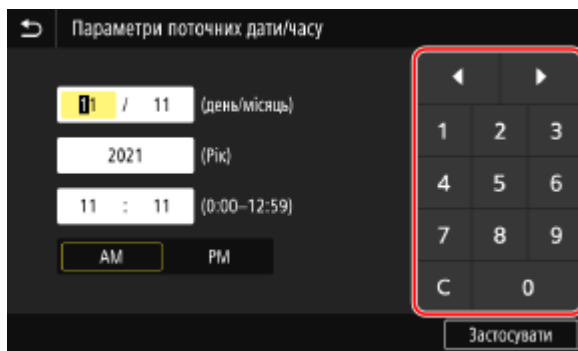 Параметри поточних дати/часу
11 / 11 (день/місяць)
2021 (Рік)
11 : 11 (0:00–12:59)
AM PM
1 2 3
4 5 6
7 8 9
C 0
Застосувати